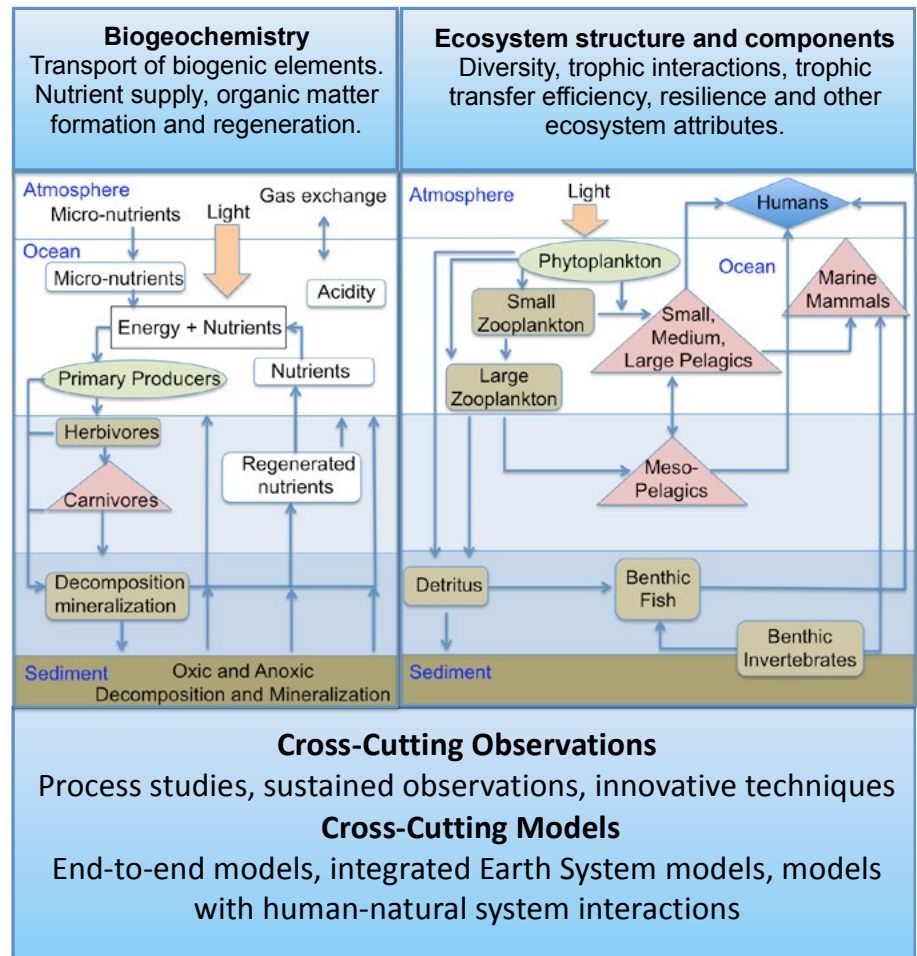 Biogeochemistry
Transport of biogenic elements.
Nutrient supply, organic matter
formation and regeneration.
Ecosystem structure and components
Diversity, trophic interactions, trophic
transfer efficiency, resilience and other
ecosystem attributes.
Atmosphere
Micro-nutrients
Light
Gas exchange
Ocean
Micro-nutrients
Acidity
Energy + Nutrients
Primary Producers
Nutrients
Herbivores
Regenerated
nutrients
Carnivores
Decomposition
mineralization
Sediment
Oxic and Anoxic
Decomposition and Mineralization
Atmosphere
Light
Humans
Phytoplankton
Ocean
Small
Zooplankton
Small,
Medium,
Large Pelagics
Marine
Mammals
Large
Zooplankton
Meso-
Pelagics
Detritus
Benthic
Fish
Benthic
Invertebrates
Sediment
Cross-Cutting Observations
Process studies, sustained observations, innovative techniques
Cross-Cutting Models
End-to-end models, integrated Earth System models, models
with human-natural system interactions